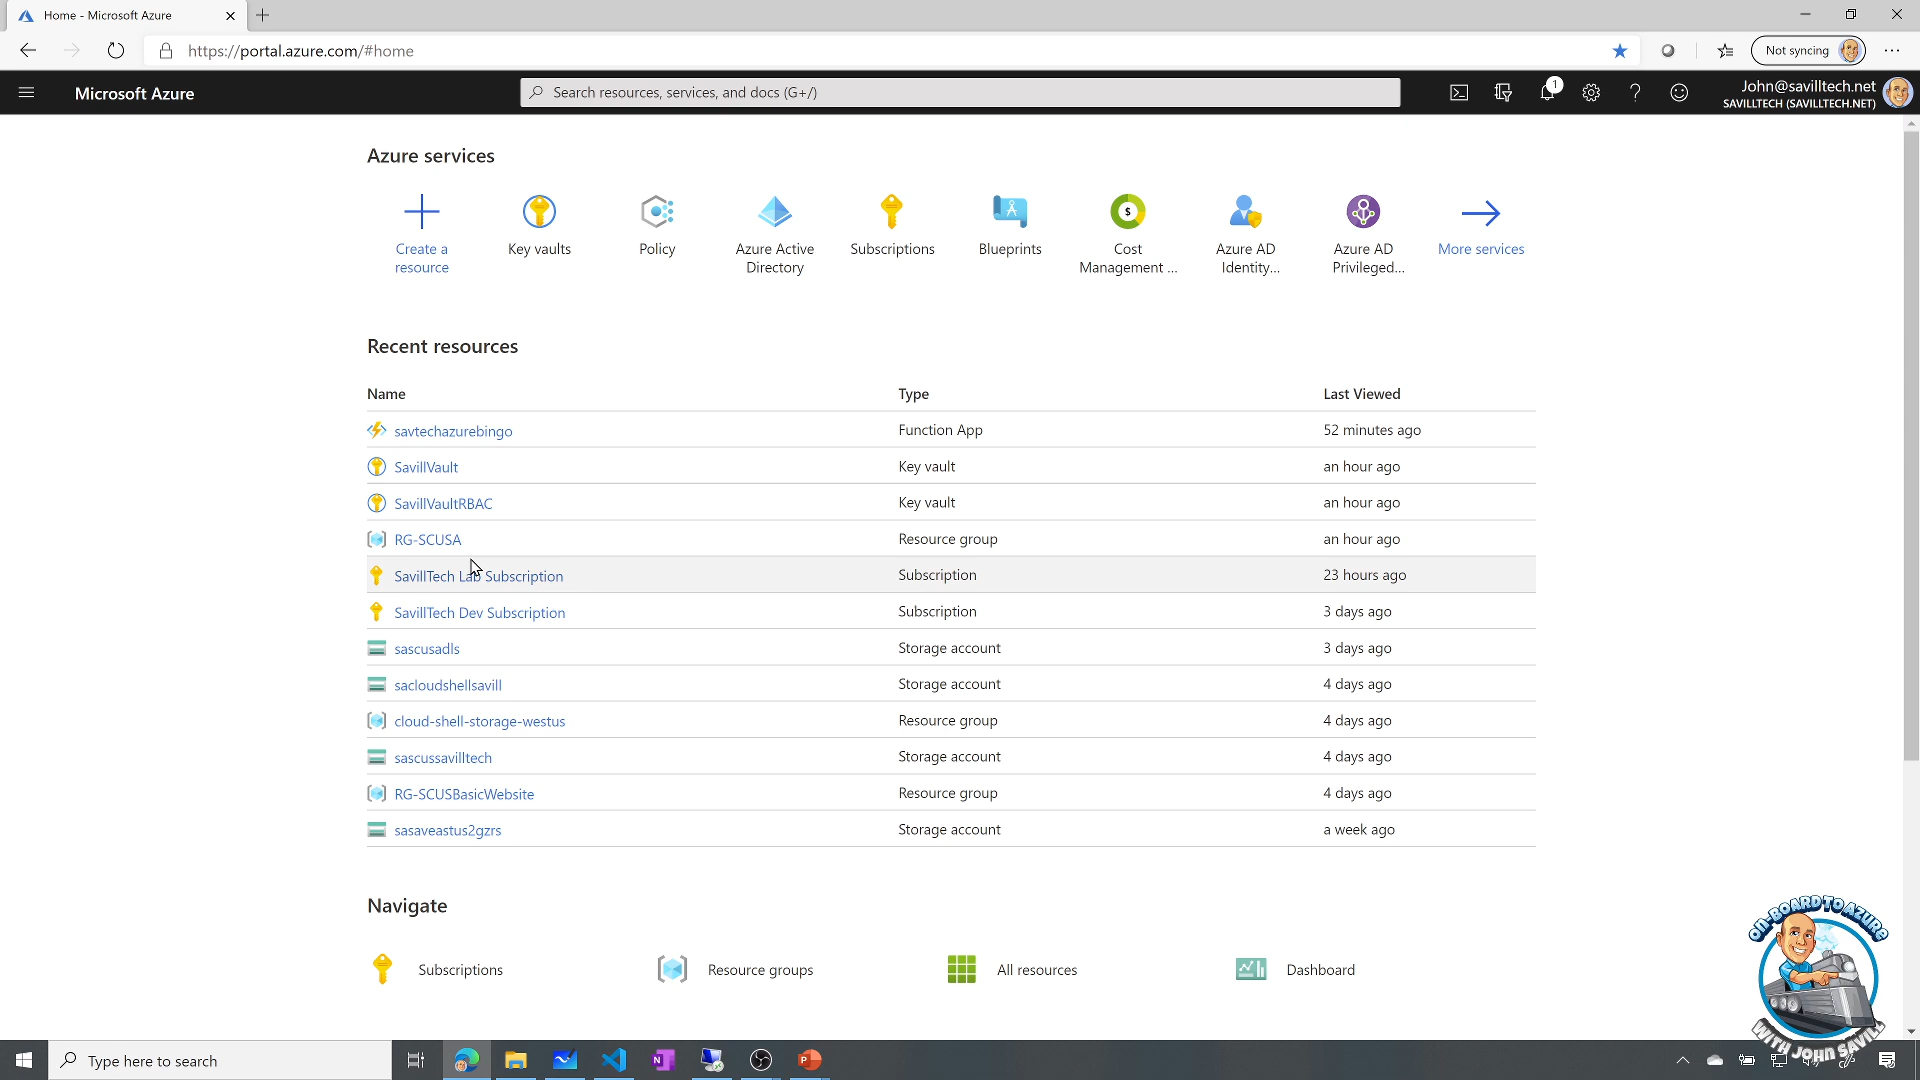 Home - Microsoft Azure
https://portal.azure.com/#home
Not syncing
Microsoft Azure
Search resources, services, and docs (G+/)
1
John@savilltech.net
SAVILLTECH (SAVILLTECH.NET)
Azure services
Create a
resource
Key vaults
Policy
Azure Active
Directory
Subscriptions
Blueprints
Cost
Management ...
Azure AD
Identity...
Azure AD
Privileged...
More services
Recent resources
Name Type Last Viewed
savtechazurebingo Function App 52 minutes ago
SavillVault Key vault an hour ago
SavillVaultRBAC Key vault an hour ago
RG-SCUSA Resource group an hour ago
SavillTech Lab Subscription Subscription 23 hours ago
SavillTech Dev Subscription Subscription 3 days ago
sascusadls Storage account 3 days ago
sacloudshellsavill Storage account 4 days ago
cloud-shell-storage-westus Resource group 4 days ago
sascussavilltech Storage account 4 days ago
RG-SCUSBasicWebsite Resource group 4 days ago
sasaveastus2gzrs Storage account a week ago
Navigate
Subscriptions Resource groups All resources Dashboard
ON-BOARD TO AZURE
WITH JOHN SAVILL
Type here to search